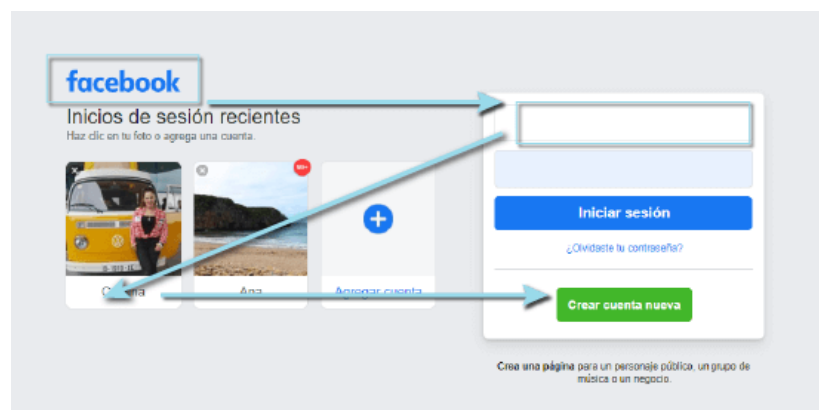 facebook
Inicios de sesión recientes
Haz clic en tu foto o agrega una cuenta.
Ana
Agregar cuenta
Iniciar sesión
¿Olvidaste tu contraseña?
Crear cuenta nueva
Crea una página para un personaje público, un grupo de
música o un negocio.